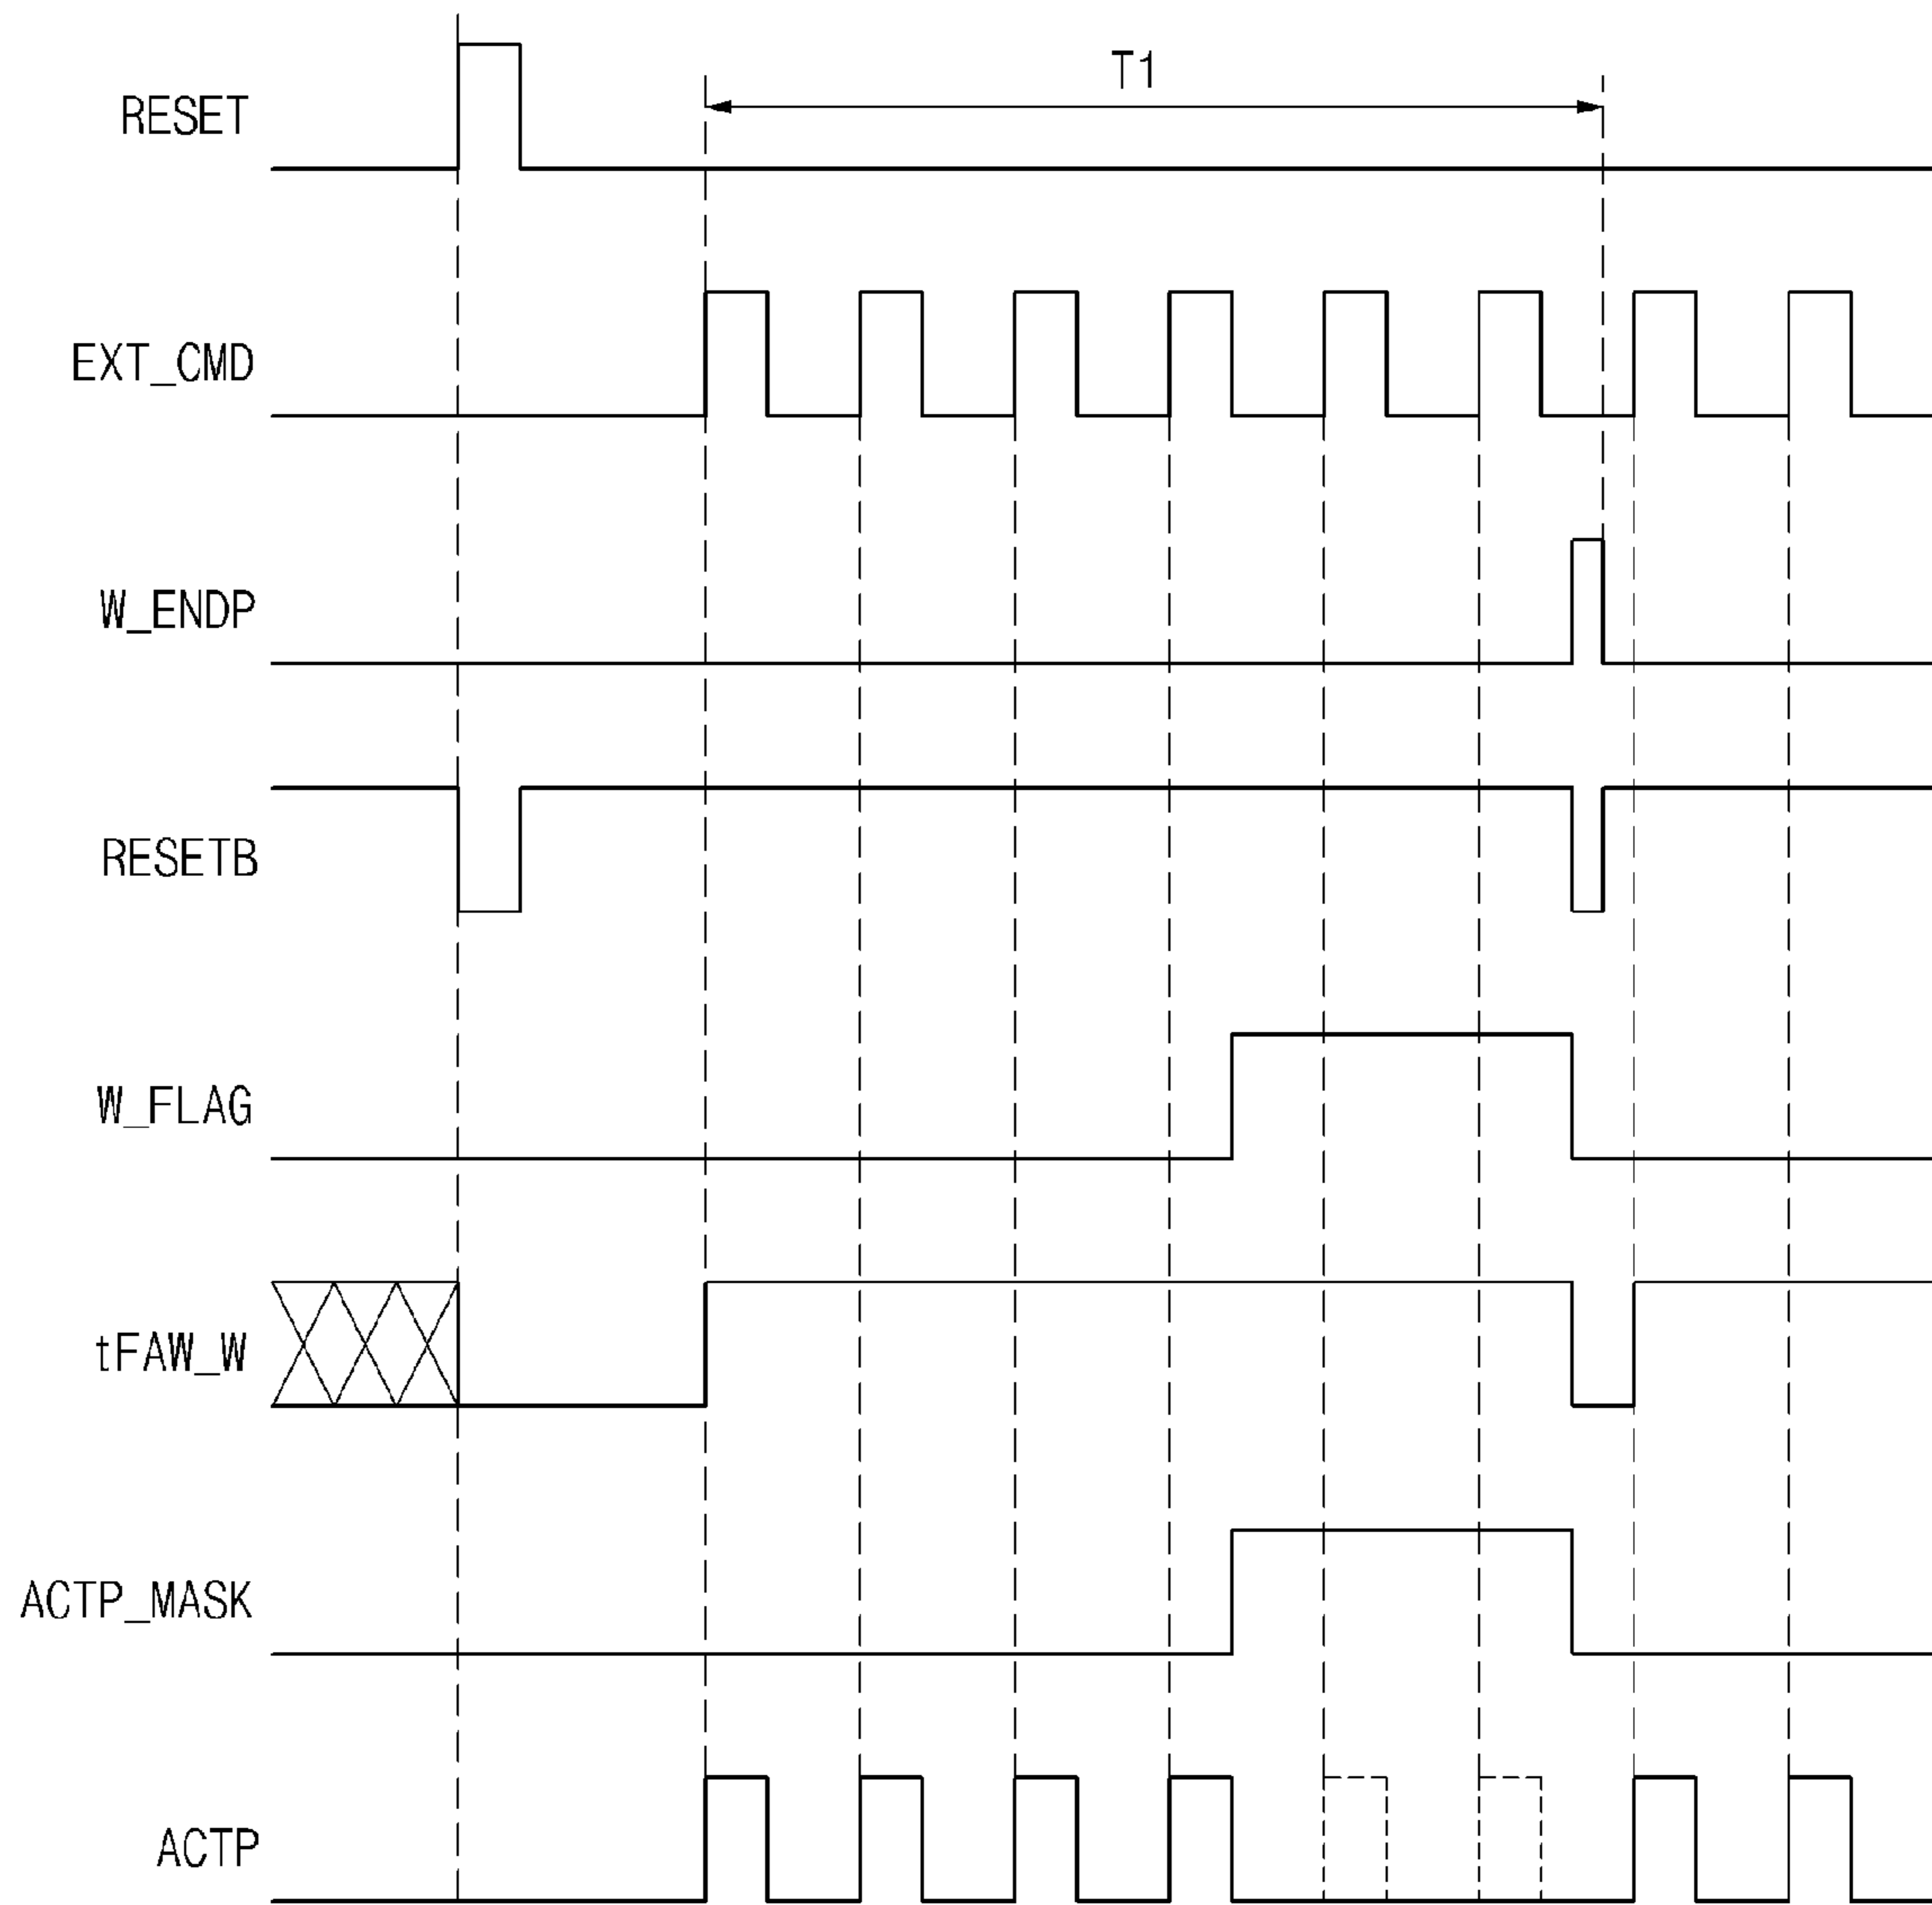 T1
RESET
EXT_CMD
W_ENDP
RESETB
W_FLAG
tFAW_W
ACTP_MASK
ACTP